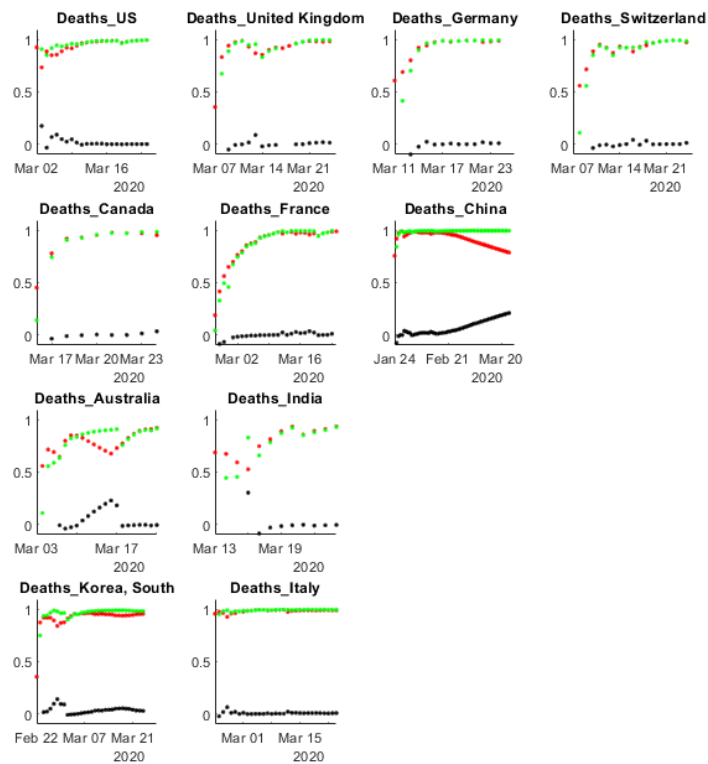 Deaths_US Deaths_United Kingdom Deaths_Germany Deaths_Switzerland
1 1 1 1
0.5 0.5 0.5 0.5
0 0 0 0
Mar 02 Mar 16 Mar 07 Mar 14 Mar 21 Mar 11 Mar 17 Mar 23 Mar 07 Mar 14 Mar 21
2020 2020 2020 2020
Deaths_Canada Deaths_France Deaths_China
1 1 1
0.5 0.5 0.5
0 0 0
Mar 17 Mar 20 Mar 23 Mar 02 Mar 16 Jan 24 Feb 21 Mar 20
2020 2020 2020
Deaths_Australia Deaths_India
1 1
0.5 0.5
0 0
Mar 03 Mar 17 Mar 13 Mar 19
2020 2020
Deaths_Korea, South Deaths_Italy
1 1
0.5 0.5
0 0
Feb 22 Mar 07 Mar 21 Mar 01 Mar 15
2020 2020